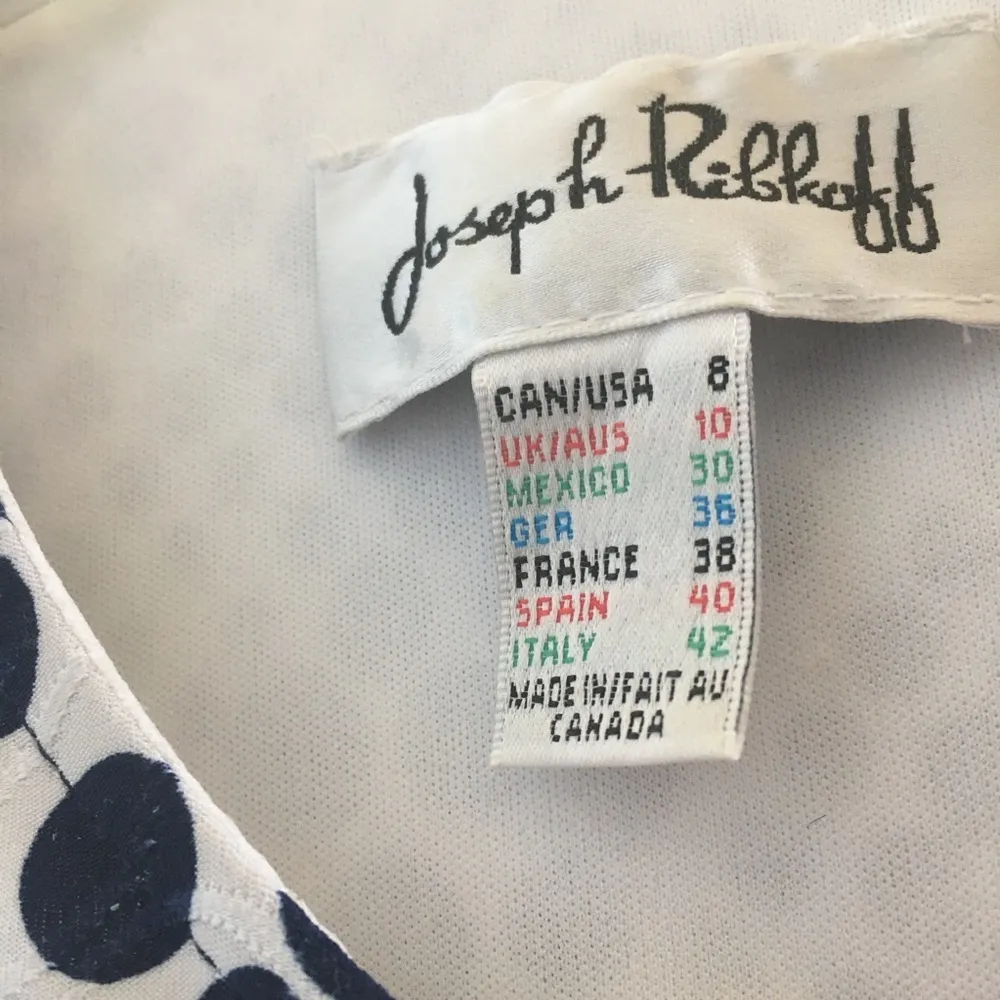 Joseph Ribkoff
CAN/USA 8
UK/AUS 10
MEXICO 30
GER 36
FRANCE 38
SPAIN 40
ITALY 42
MADE IN/FAIT AU
CANADA